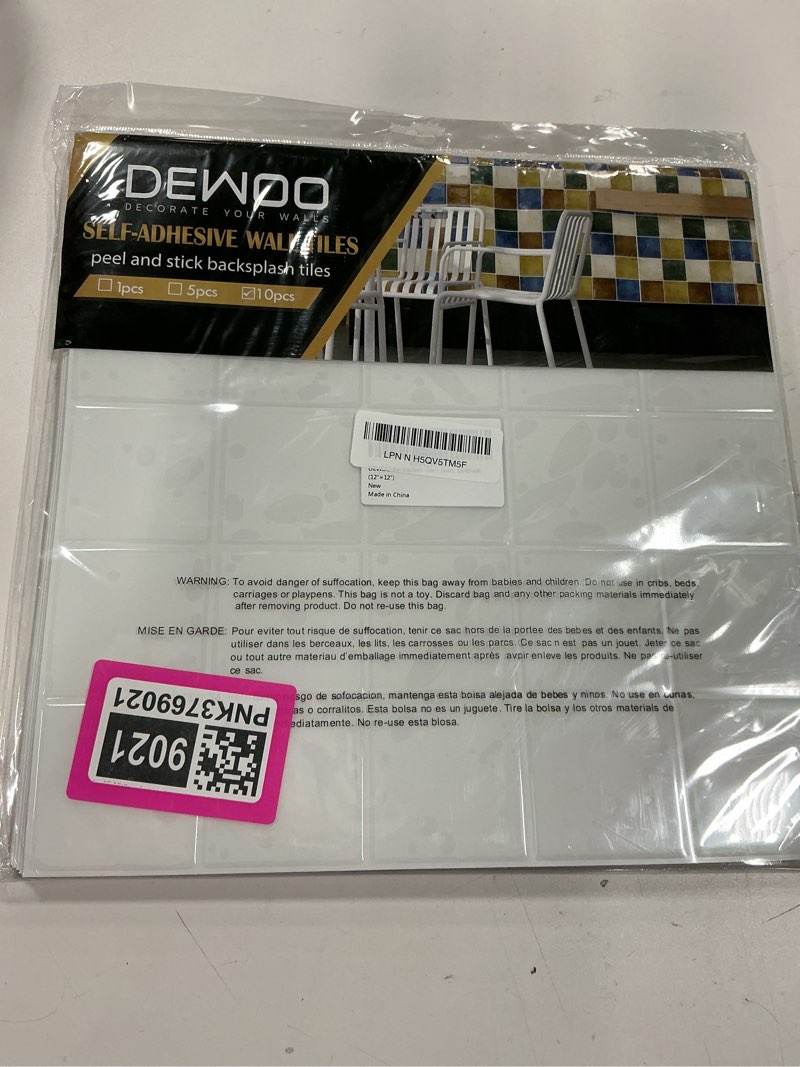 DEWOO
DECORATE YOUR WALLS
SELF-ADHESIVE WALL TILES
peel and stick backsplash tiles
1pcs 5pcs 10pcs
LPN N H5QV5TM5F
(12"×12")
New
Made in China
WARNING: To avoid danger of suffocation, keep this bag away from babies and children. Do not use in cribs, beds,
carriages or playpens. This bag is not a toy. Discard bag and any other packing materials immediately
after removing product. Do not re-use this bag.
MISE EN GARDE: Pour eviter tout risque de suffocation, tenir ce sac hors de la portee des bebes et des enfants. Ne pas
utiliser dans les berceaux, les lits, les carrosses ou les parcs. Ce sac n est pas un jouet. Jeter ce sac
ou tout autre materiau d'emballage immediatement après avpir enleve les produits. Ne pas re-utiliser
ce sac.
sofocacion, mantenga esta boisa alejada de bebes y ninos. No use en cunas,
o corralitos. Esta bolsa no es un juguete. Tire la bolsa y los otros materials de
No re-use esta blosa.
PNK3769021
9021